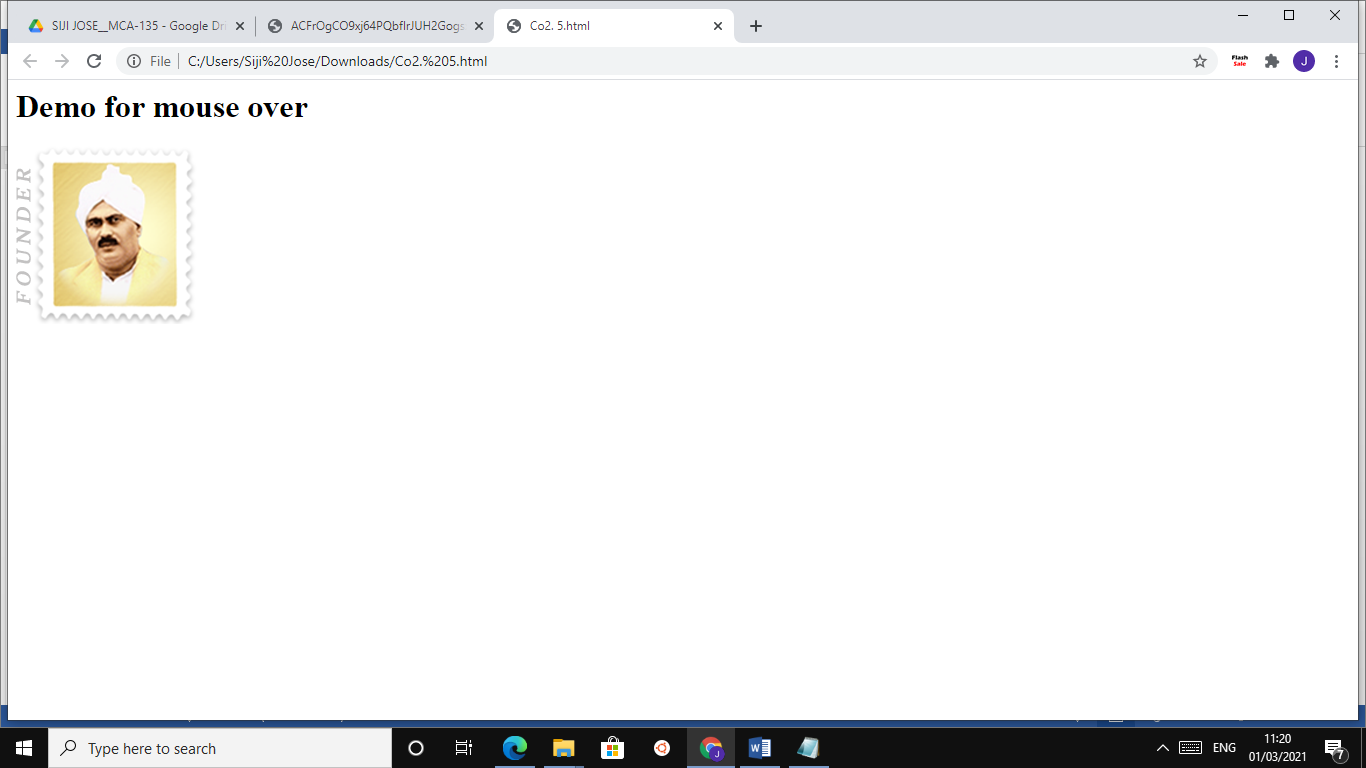 SIJI JOSE__MCA-135 - Google Dri
ACFrOgCO9xj64PQbfIrJUH2Gogs
Co2. 5.html
File
C:/Users/Siji%20Jose/Downloads/Co2.%205.html
Flash
Sale
J
Demo for mouse over
FOUNDER
Type here to search
J
ENG
11:20
01/03/2021
7